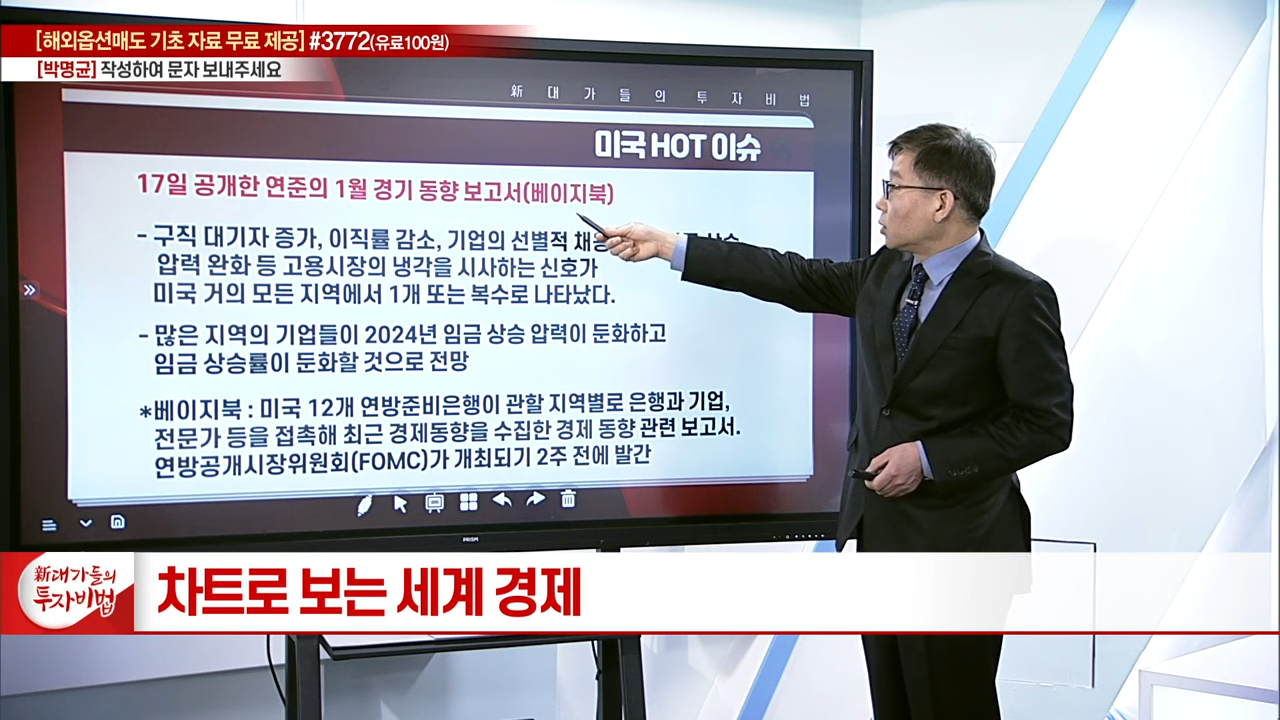 [해외옵션매도 기초 자료 무료 제공] #3772(유료100원)
[박명균] 작성하여 문자 보내주세요
新 대 가 들 의 투 자 비 법
미국 HOT 이슈
17일 공개한 연준의 1월 경기 동향 보고서(베이지북)
- 구직 대기자 증가, 이직률 감소, 기업의 선별적 채용
압력 완화 등 고용시장의 냉각을 시사하는 신호가
미국 거의 모든 지역에서 1개 또는 복수로 나타났다.
- 많은 지역의 기업들이 2024년 임금 상승 압력이 둔화하고
임금 상승률이 둔화할 것으로 전망
*베이지북 : 미국 12개 연방준비은행이 관할 지역별로 은행과 기업,
전문가 등을 접촉해 최근 경제동향을 수집한 경제 동향 관련 보고서.
연방공개시장위원회(FOMC)가 개최되기 2주 전에 발간
PRISM
新대가들의
투자비법
차트로 보는 세계 경제